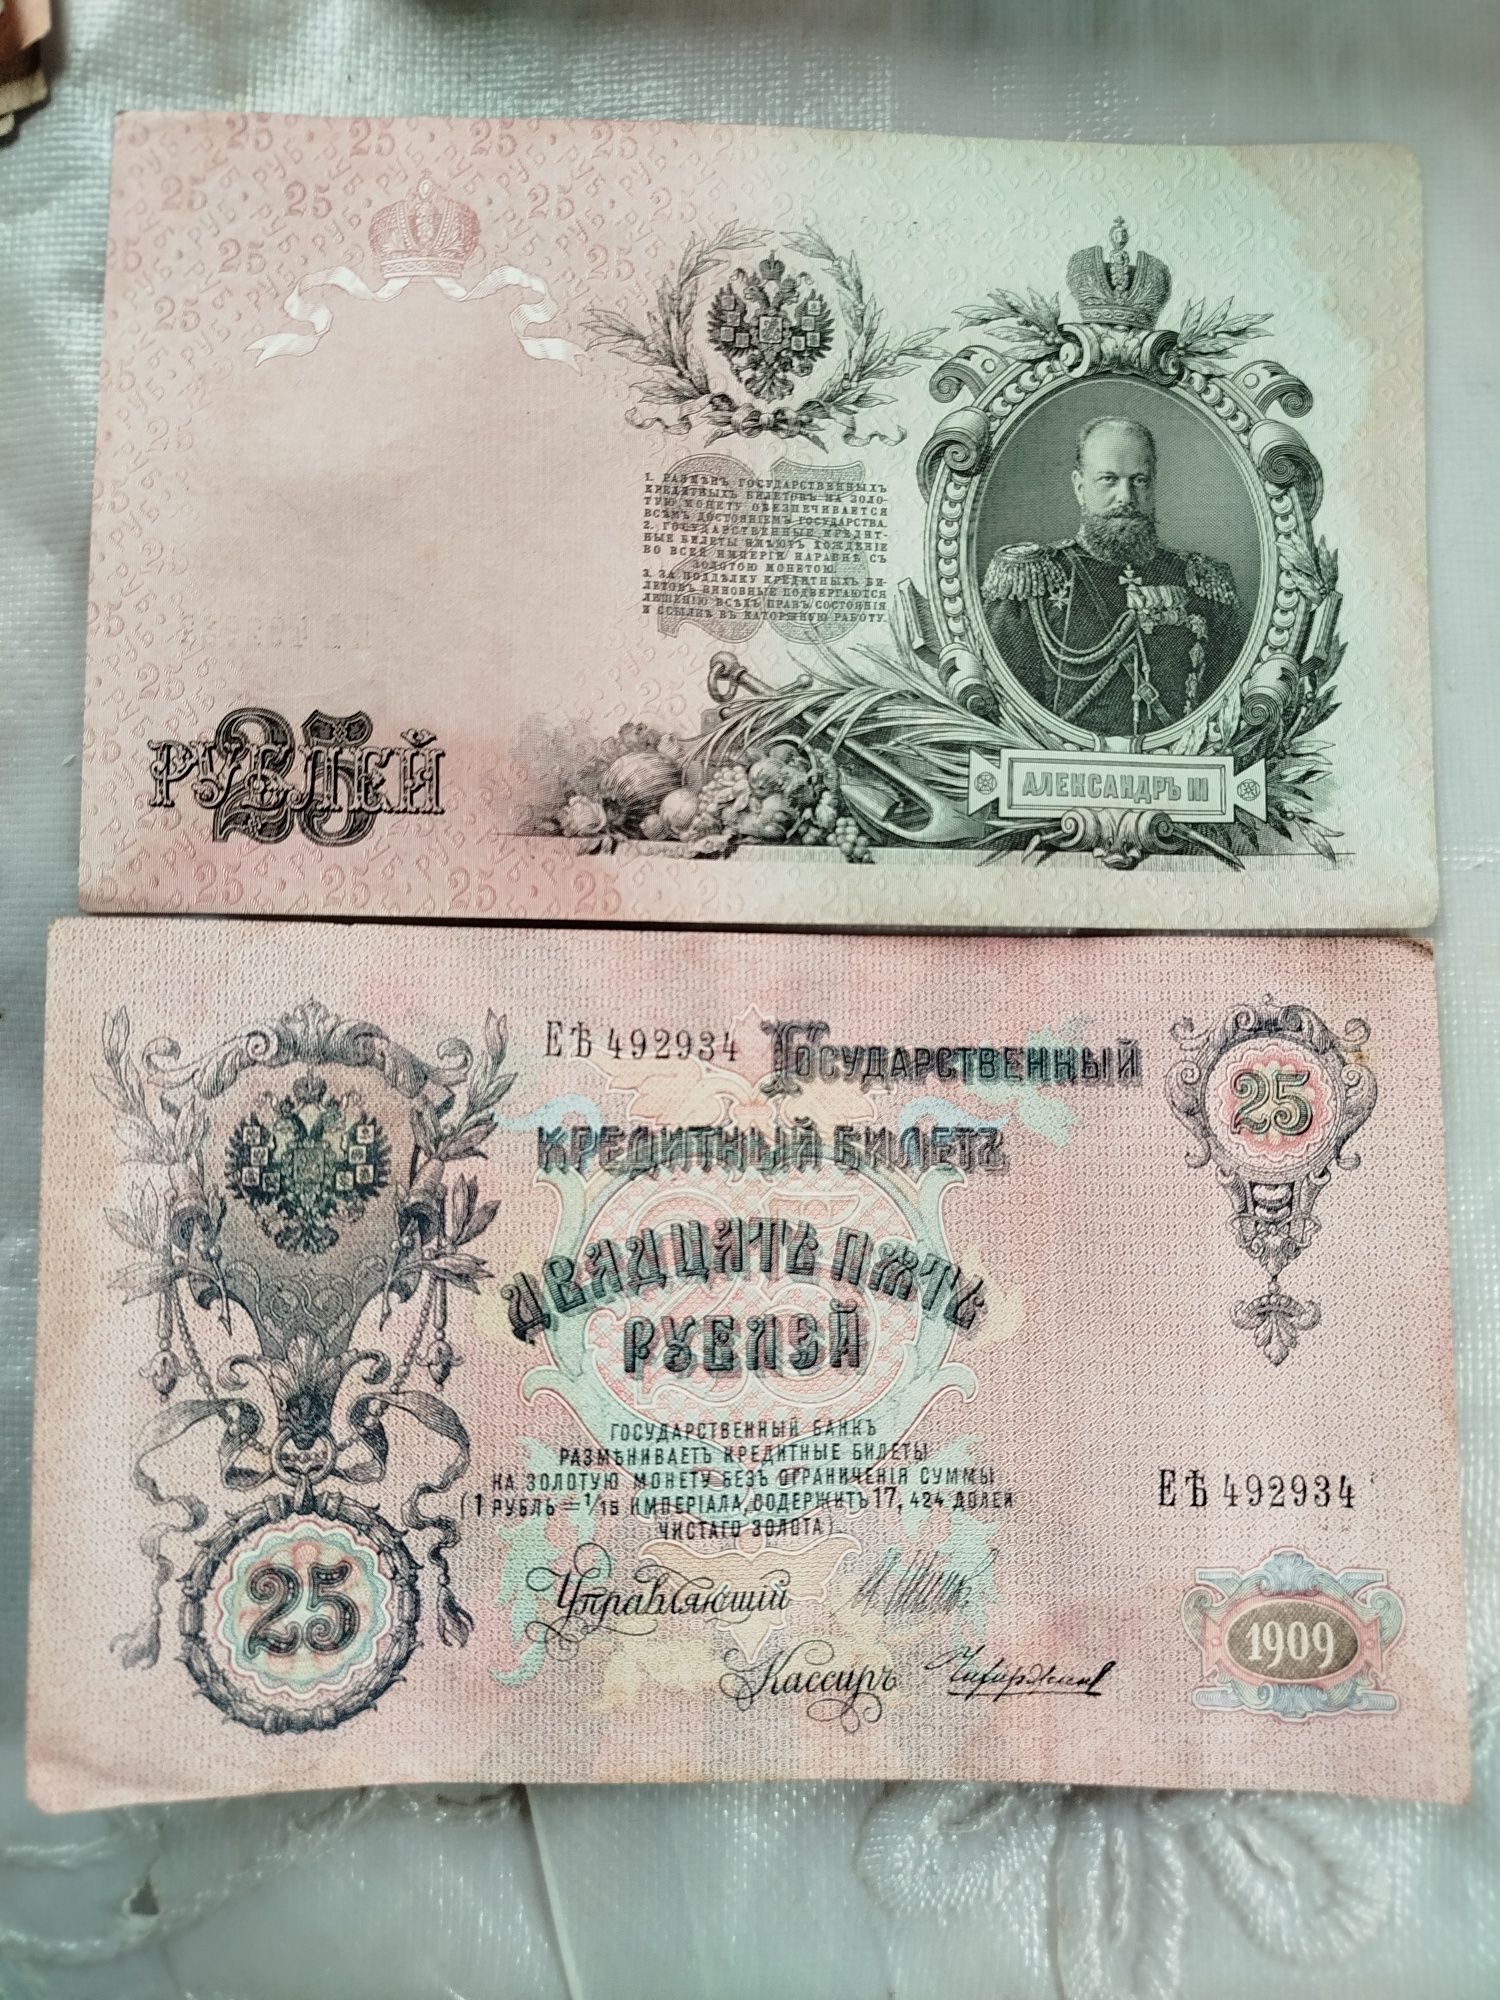 1. РАЗМѢНЪ ГОСУДАРСТВЕННЫХЪ
КРЕДИТНЫХЪ БИЛЕТОВЪ НА ЗОЛО-
ТУЮ МОНЕТУ ОБЕЗПЕЧИВАЕТСЯ
ВСѢМЪ ДОСТОЯНІЕМЪ ГОСУДАРСТВА.
2. ГОСУДАРСТВЕННЫЕ КРЕДИТ-
НЫЕ БИЛЕТЫ ИМѢЮТЪ ХОЖДЕНІЕ
ВО ВСЕЙ ИМПЕРІИ НАРАВНѢ СЪ
ЗОЛОТОЮ МОНЕТОЮ.
3. ЗА ПОДДѢЛКУ КРЕДИТНЫХЪ БИ-
ЛЕТОВЪ ВИНОВНЫЕ ПОДВЕРГАЮТСЯ
ЛИШЕНІЮ ВСѢХЪ ПРАВЪ СОСТОЯНІЯ
И ССЫЛКѢ ВЪ КАТОРЖНУЮ РАБОТУ.
25
РУБЛЕЙ
АЛЕКСАНДРЪ III
ЕѢ 492934 ГОСУДАРСТВЕННЫЙ
КРЕДИТНЫЙ БИЛЕТЪ
25
ДВАДЦАТЬ ПЯТЬ
РУБЛЕЙ
ГОСУДАРСТВЕННЫЙ БАНКЪ
РАЗМѢНИВАЕТЪ КРЕДИТНЫЕ БИЛЕТЫ
НА ЗОЛОТУЮ МОНЕТУ БЕЗЪ ОГРАНИЧЕНІЯ СУММЫ
(1 РУБЛЬ = 1/15 ИМПЕРІАЛА, СОДЕРЖИТЪ 17,424 ДОЛЕЙ
ЧИСТАГО ЗОЛОТА)
ЕѢ 492934
25
Управляющій
Кассиръ
1909